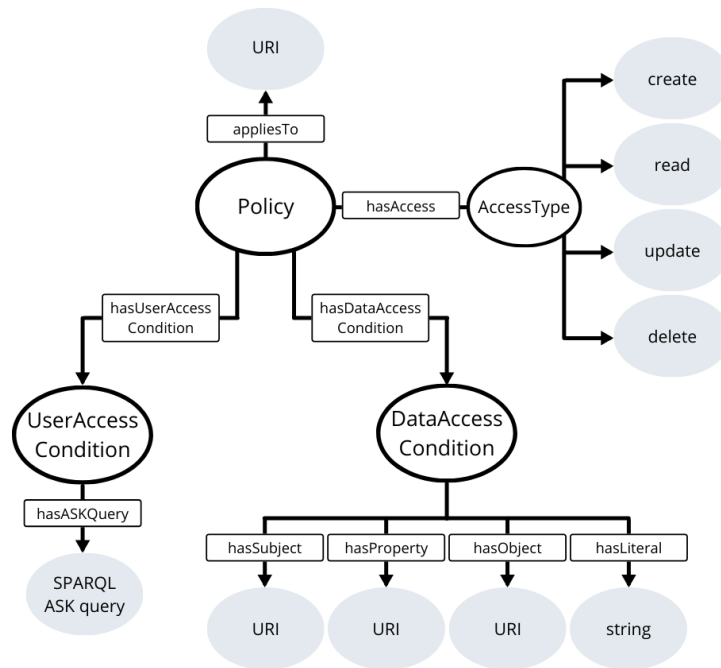 URI
create
appliesTo
read
Policy
hasAccess
AccessType
update
hasUserAccess
Condition
hasDataAccess
Condition
delete
UserAccess
Condition
DataAccess
Condition
hasASKQuery
hasSubject
hasProperty
hasObject
hasLiteral
SPARQL
ASK query
URI
URI
URI
string